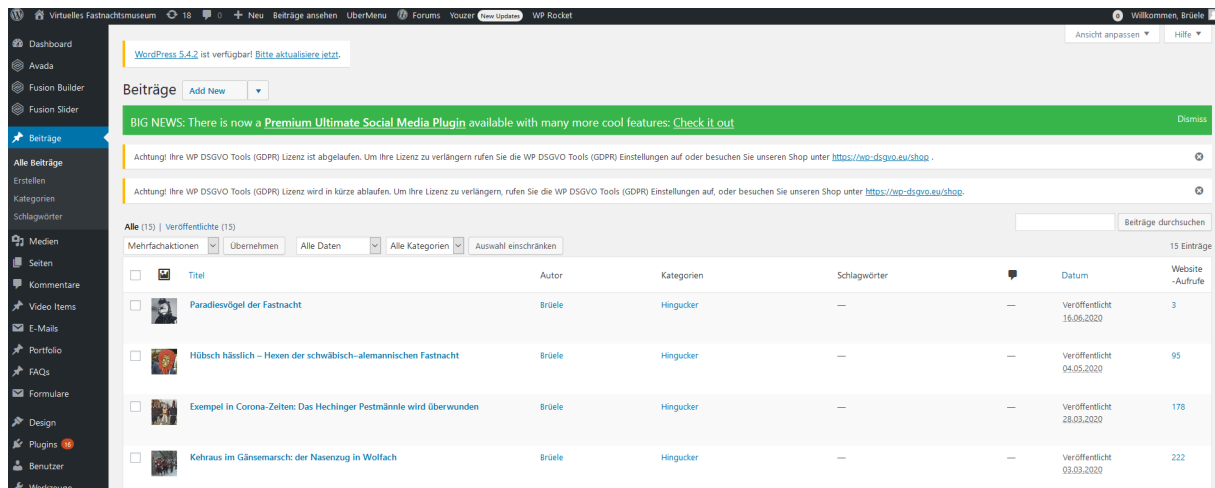 Virtuelles Fastnachtsmuseum 18 0 + Neu Beiträge ansehen UberMenu Forums Youzer New Updates WP Rocket 0 Willkommen, Brüele
Ansicht anpassen ▼ Hilfe ▼
Dashboard
Avada
Fusion Builder
Fusion Slider
Beiträge
Alle Beiträge
Erstellen
Kategorien
Schlagwörter
Medien
Seiten
Kommentare
Video Items
E-Mails
Portfolio
FAQs
Formulare
Design
Plugins 16
Benutzer
Werkzeuge
WordPress 5.4.2 ist verfügbar! Bitte aktualisiere jetzt.
Beiträge Add New ▼
BIG NEWS: There is now a Premium Ultimate Social Media Plugin available with many more cool features: Check it out Dismiss
Achtung! Ihre WP DSGVO Tools (GDPR) Lizenz ist abgelaufen. Um Ihre Lizenz zu verlängern rufen Sie die WP DSGVO Tools (GDPR) Einstellungen auf oder besuchen Sie unseren Shop unter https://wp-dsgvo.eu/shop .
Achtung! Ihre WP DSGVO Tools (GDPR) Lizenz wird in kürze ablaufen. Um Ihre Lizenz zu verlängern, rufen Sie die WP DSGVO Tools (GDPR) Einstellungen auf, oder besuchen Sie unseren Shop unter https://wp-dsgvo.eu/shop.
Alle (15) | Veröffentlichte (15) Beiträge durchsuchen
Mehrfachaktionen Übernehmen Alle Daten Alle Kategorien Auswahl einschränken 15 Einträge
Titel Autor Kategorien Schlagwörter Datum Website
-Aufrufe
Paradiesvögel der Fastnacht Brüele Hingucker — — Veröffentlicht 3
16.06.2020
Hübsch hässlich – Hexen der schwäbisch–alemannischen Fastnacht Brüele Hingucker — — Veröffentlicht 95
04.05.2020
Exempel in Corona-Zeiten: Das Hechinger Pestmännle wird überwunden Brüele Hingucker — — Veröffentlicht 178
28.03.2020
Kehraus im Gänsemarsch: der Nasenzug in Wolfach Brüele Hingucker — — Veröffentlicht 222
03.03.2020